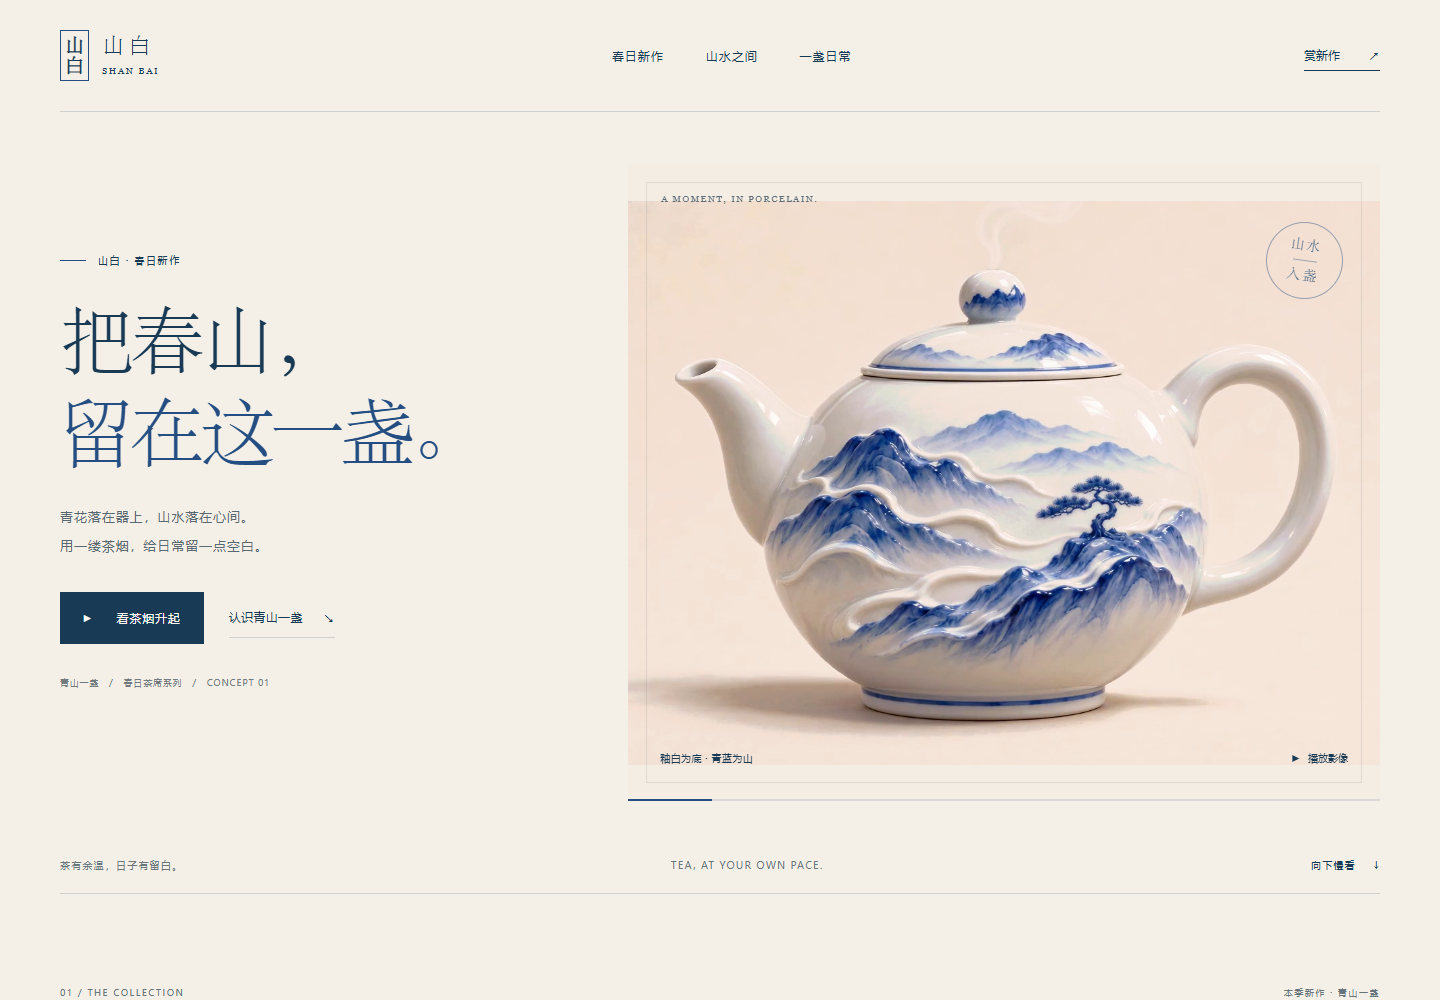 山白
山白
SHAN BAI
春日新作
山水之间
一盏日常
赏新作 ↗
山白 · 春日新作
把春山，
留在这一盏。
青花落在器上，山水落在心间。
用一缕茶烟，给日常留一点空白。
▶ 看茶烟升起
认识青山一盏 ↘
青山一盏 / 春日茶席系列 / CONCEPT 01
A MOMENT, IN PORCELAIN.
山水
入盏
釉白为底 · 青蓝为山
▶ 播放影像
茶有余温，日子有留白。
TEA, AT YOUR OWN PACE.
向下慢看 ↓
01 / THE COLLECTION
本季新作 · 青山一盏